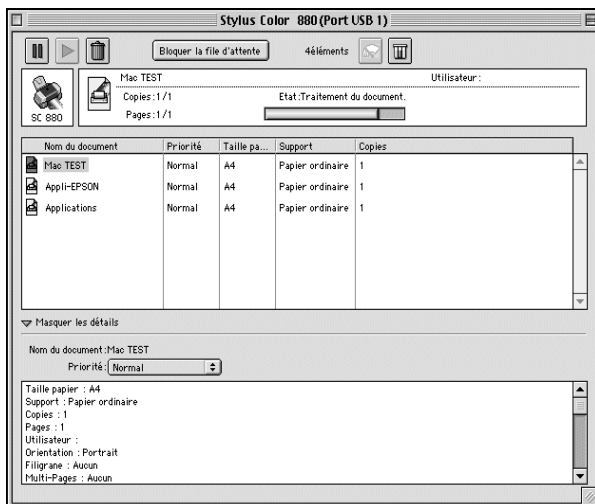 Stylus Color 880(Port USB 1)
Bloquer la file d'attente
4éléments
SC 880
Mac TEST
Utilisateur:
Copies:1/1
Etat:Traitement du document.
Pages:1/1
Nom du document Priorité Taille pa... Support Copies
Mac TEST Normal A4 Papier ordinaire 1
Appli-EPSON Normal A4 Papier ordinaire 1
Applications Normal A4 Papier ordinaire 1
Masquer les détails
Nom du document:Mac TEST
Priorité: Normal
Taille papier : A4
Support : Papier ordinaire
Copies : 1
Pages : 1
Utilisateur :
Orientation : Portrait
Filigrane : Aucun
Multi-Pages : Aucun